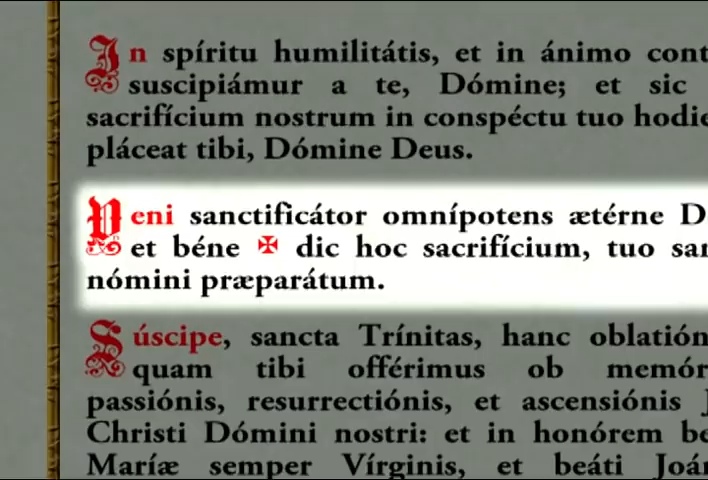 In spíritu humilitátis, et in ánimo cont
suscipiámur a te, Dómine; et sic
sacrifícium nostrum in conspéctu tuo hodie
pláceat tibi, Dómine Deus.
Veni sanctificátor omnípotens ætérne D
et béne ✠ dic hoc sacrifícium, tuo san
nómini præparátum.
Súscipe, sancta Trínitas, hanc oblatión
quam tibi offérimus ob memór
passiónis, resurrectiónis, et ascensiónis J
Christi Dómini nostri: et in honórem be
Maríæ semper Vírginis, et beáti Joán